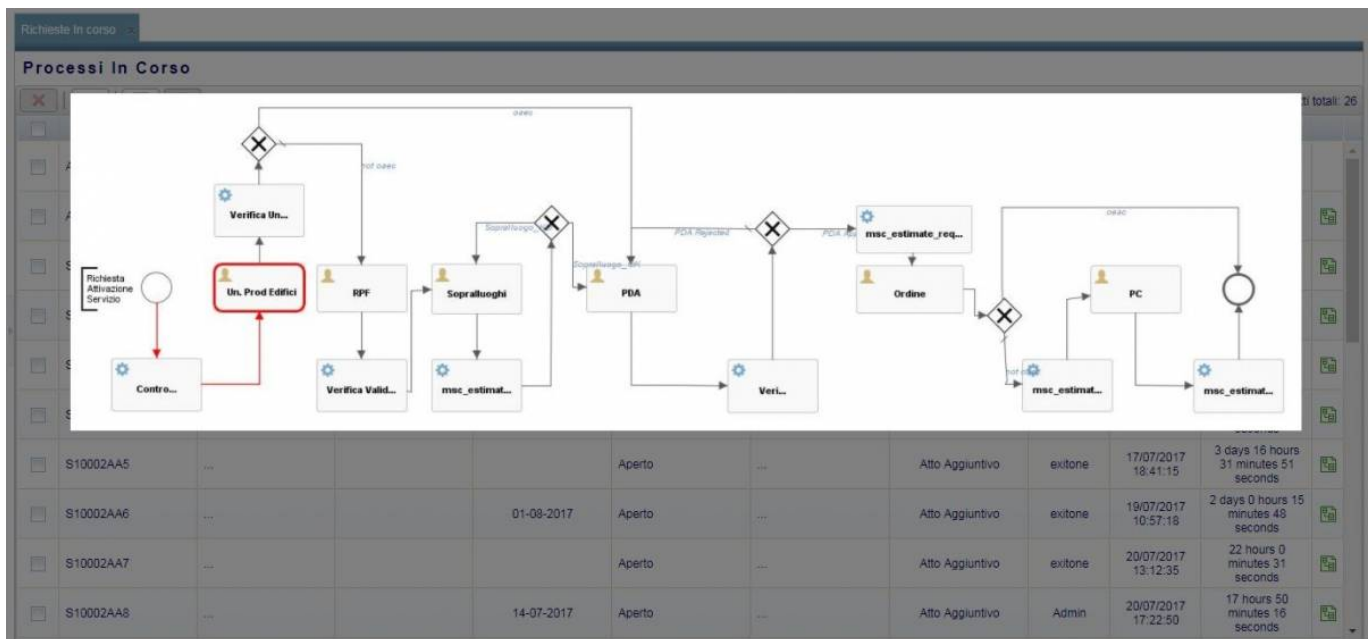 Richieste In corso
Processi In Corso
totali: 26
oaec
not oaec
Verifica Un...
Sopralluogo_
PDA Rejected
msc_estimate_req...
oeac
Richiesta
Attivazione
Servizio
Un. Prod Edifici
RPF
Sopralluoghi
PDA
Ordine
PC
Contro...
Verifica Valid...
msc_estimat...
Veri...
msc_estimat...
msc_estimat...
S10002AA5 ... Aperto ... Atto Aggiuntivo exitone 17/07/2017 18:41:15 3 days 16 hours 31 minutes 51 seconds
S10002AA6 ... 01-08-2017 Aperto ... Atto Aggiuntivo exitone 19/07/2017 10:57:18 2 days 0 hours 15 minutes 48 seconds
S10002AA7 ... Aperto ... Atto Aggiuntivo exitone 20/07/2017 13:12:35 22 hours 0 minutes 31 seconds
S10002AA8 ... 14-07-2017 Aperto ... Atto Aggiuntivo Admin 20/07/2017 17:22:50 17 hours 50 minutes 16 seconds